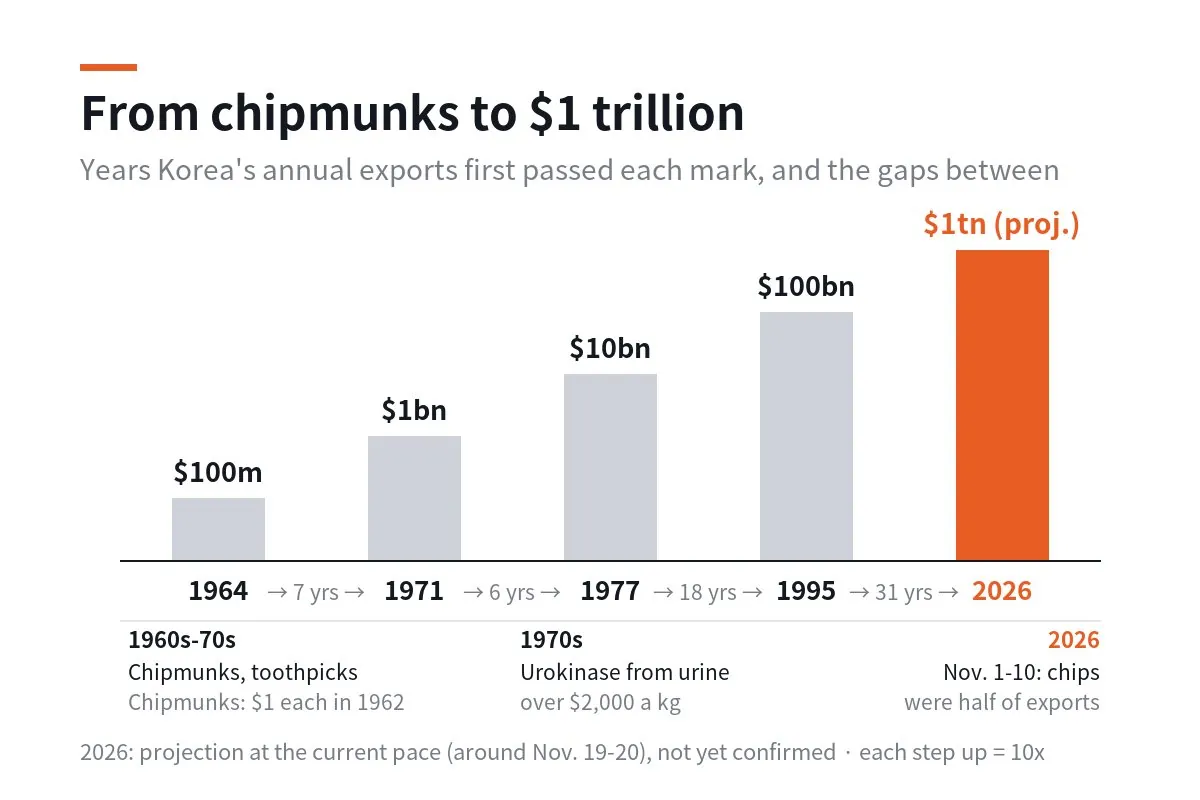 From chipmunks to $1 trillion
Years Korea's annual exports first passed each mark, and the gaps between
$1tn (proj.)
$100bn
$10bn
$1bn
$100m
1964 → 7 yrs → 1971 → 6 yrs → 1977 → 18 yrs → 1995 → 31 yrs → 2026
1960s-70s
Chipmunks, toothpicks
Chipmunks: $1 each in 1962
1970s
Urokinase from urine
over $2,000 a kg
2026
Nov. 1-10: chips
were half of exports
2026: projection at the current pace (around Nov. 19-20), not yet confirmed · each step up = 10x